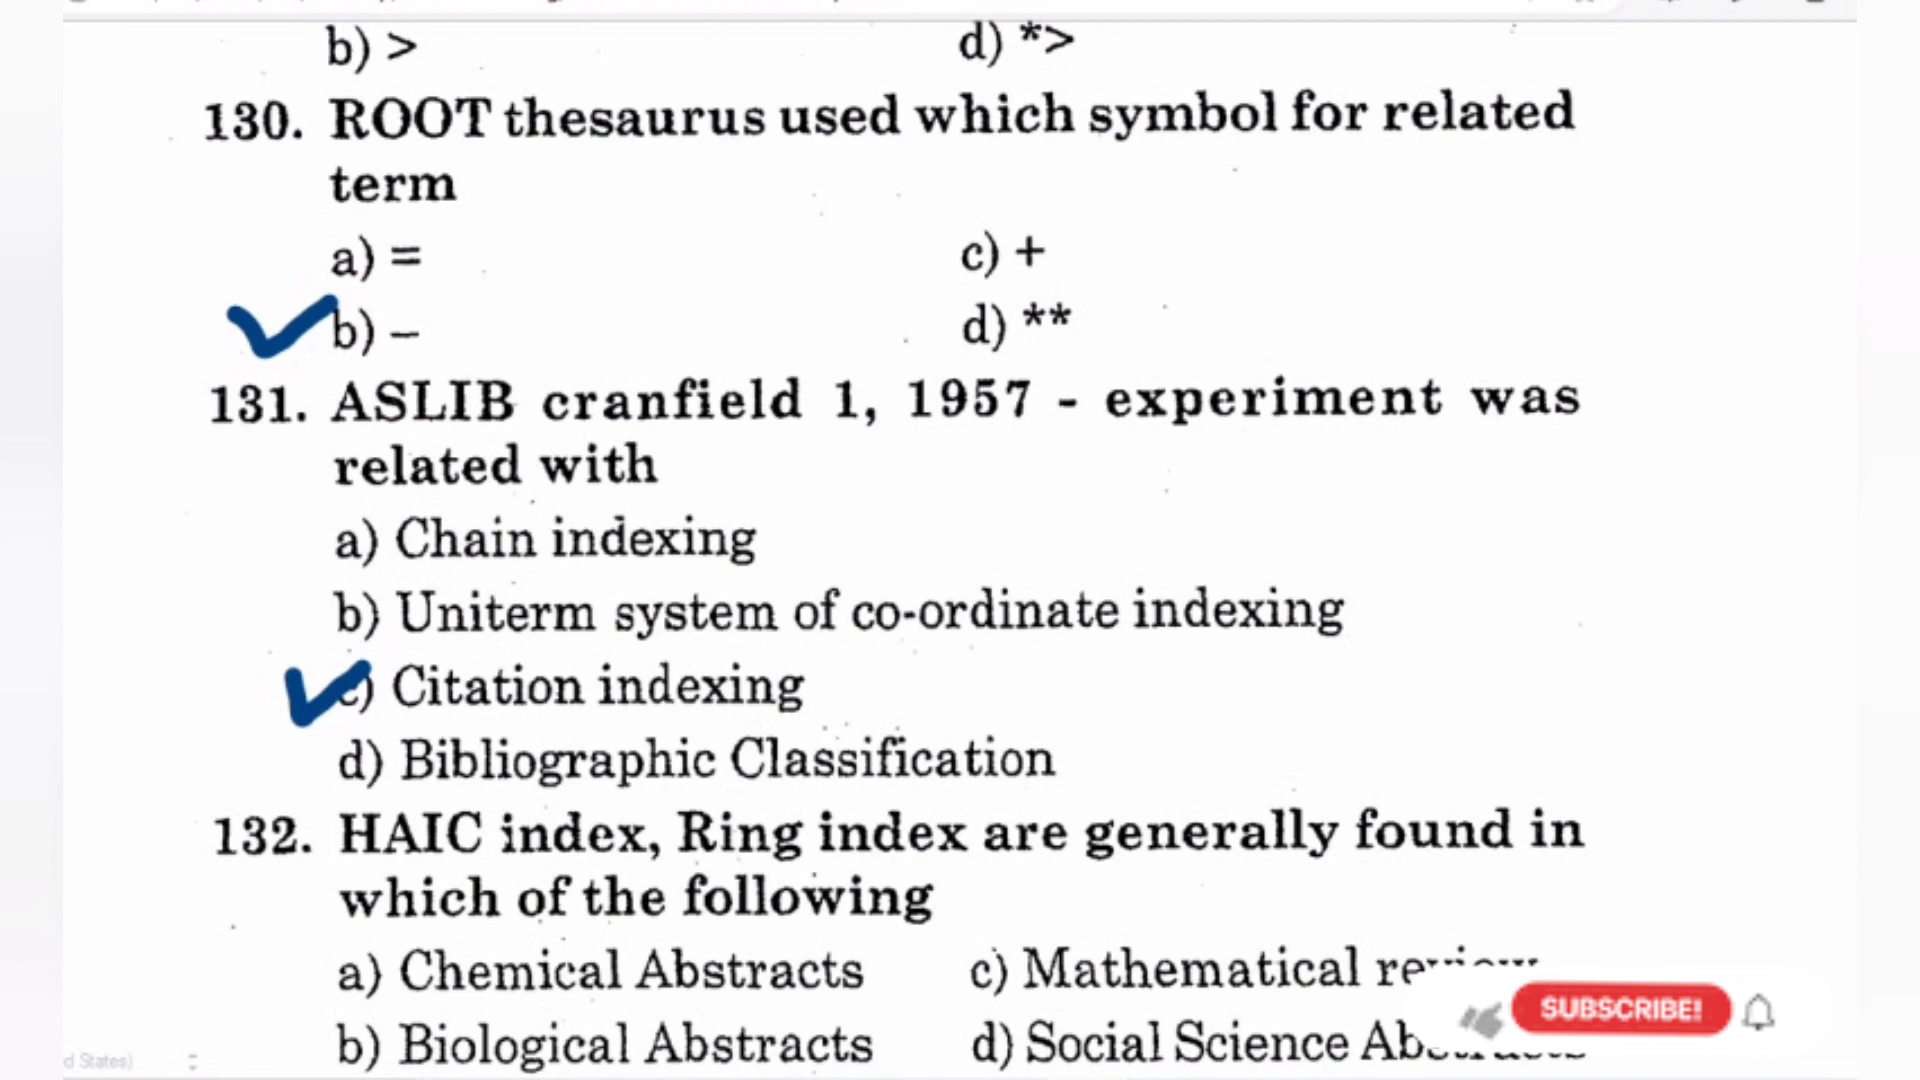 b) > d) *>
130. ROOT thesaurus used which symbol for related
term
a) = c) +
b) – d) **
131. ASLIB cranfield 1, 1957 - experiment was
related with
a) Chain indexing
b) Uniterm system of co-ordinate indexing
c) Citation indexing
d) Bibliographic Classification
132. HAIC index, Ring index are generally found in
which of the following
a) Chemical Abstracts c) Mathematical
SUBSCRIBE!
b) Biological Abstracts d) Social Science
d States)